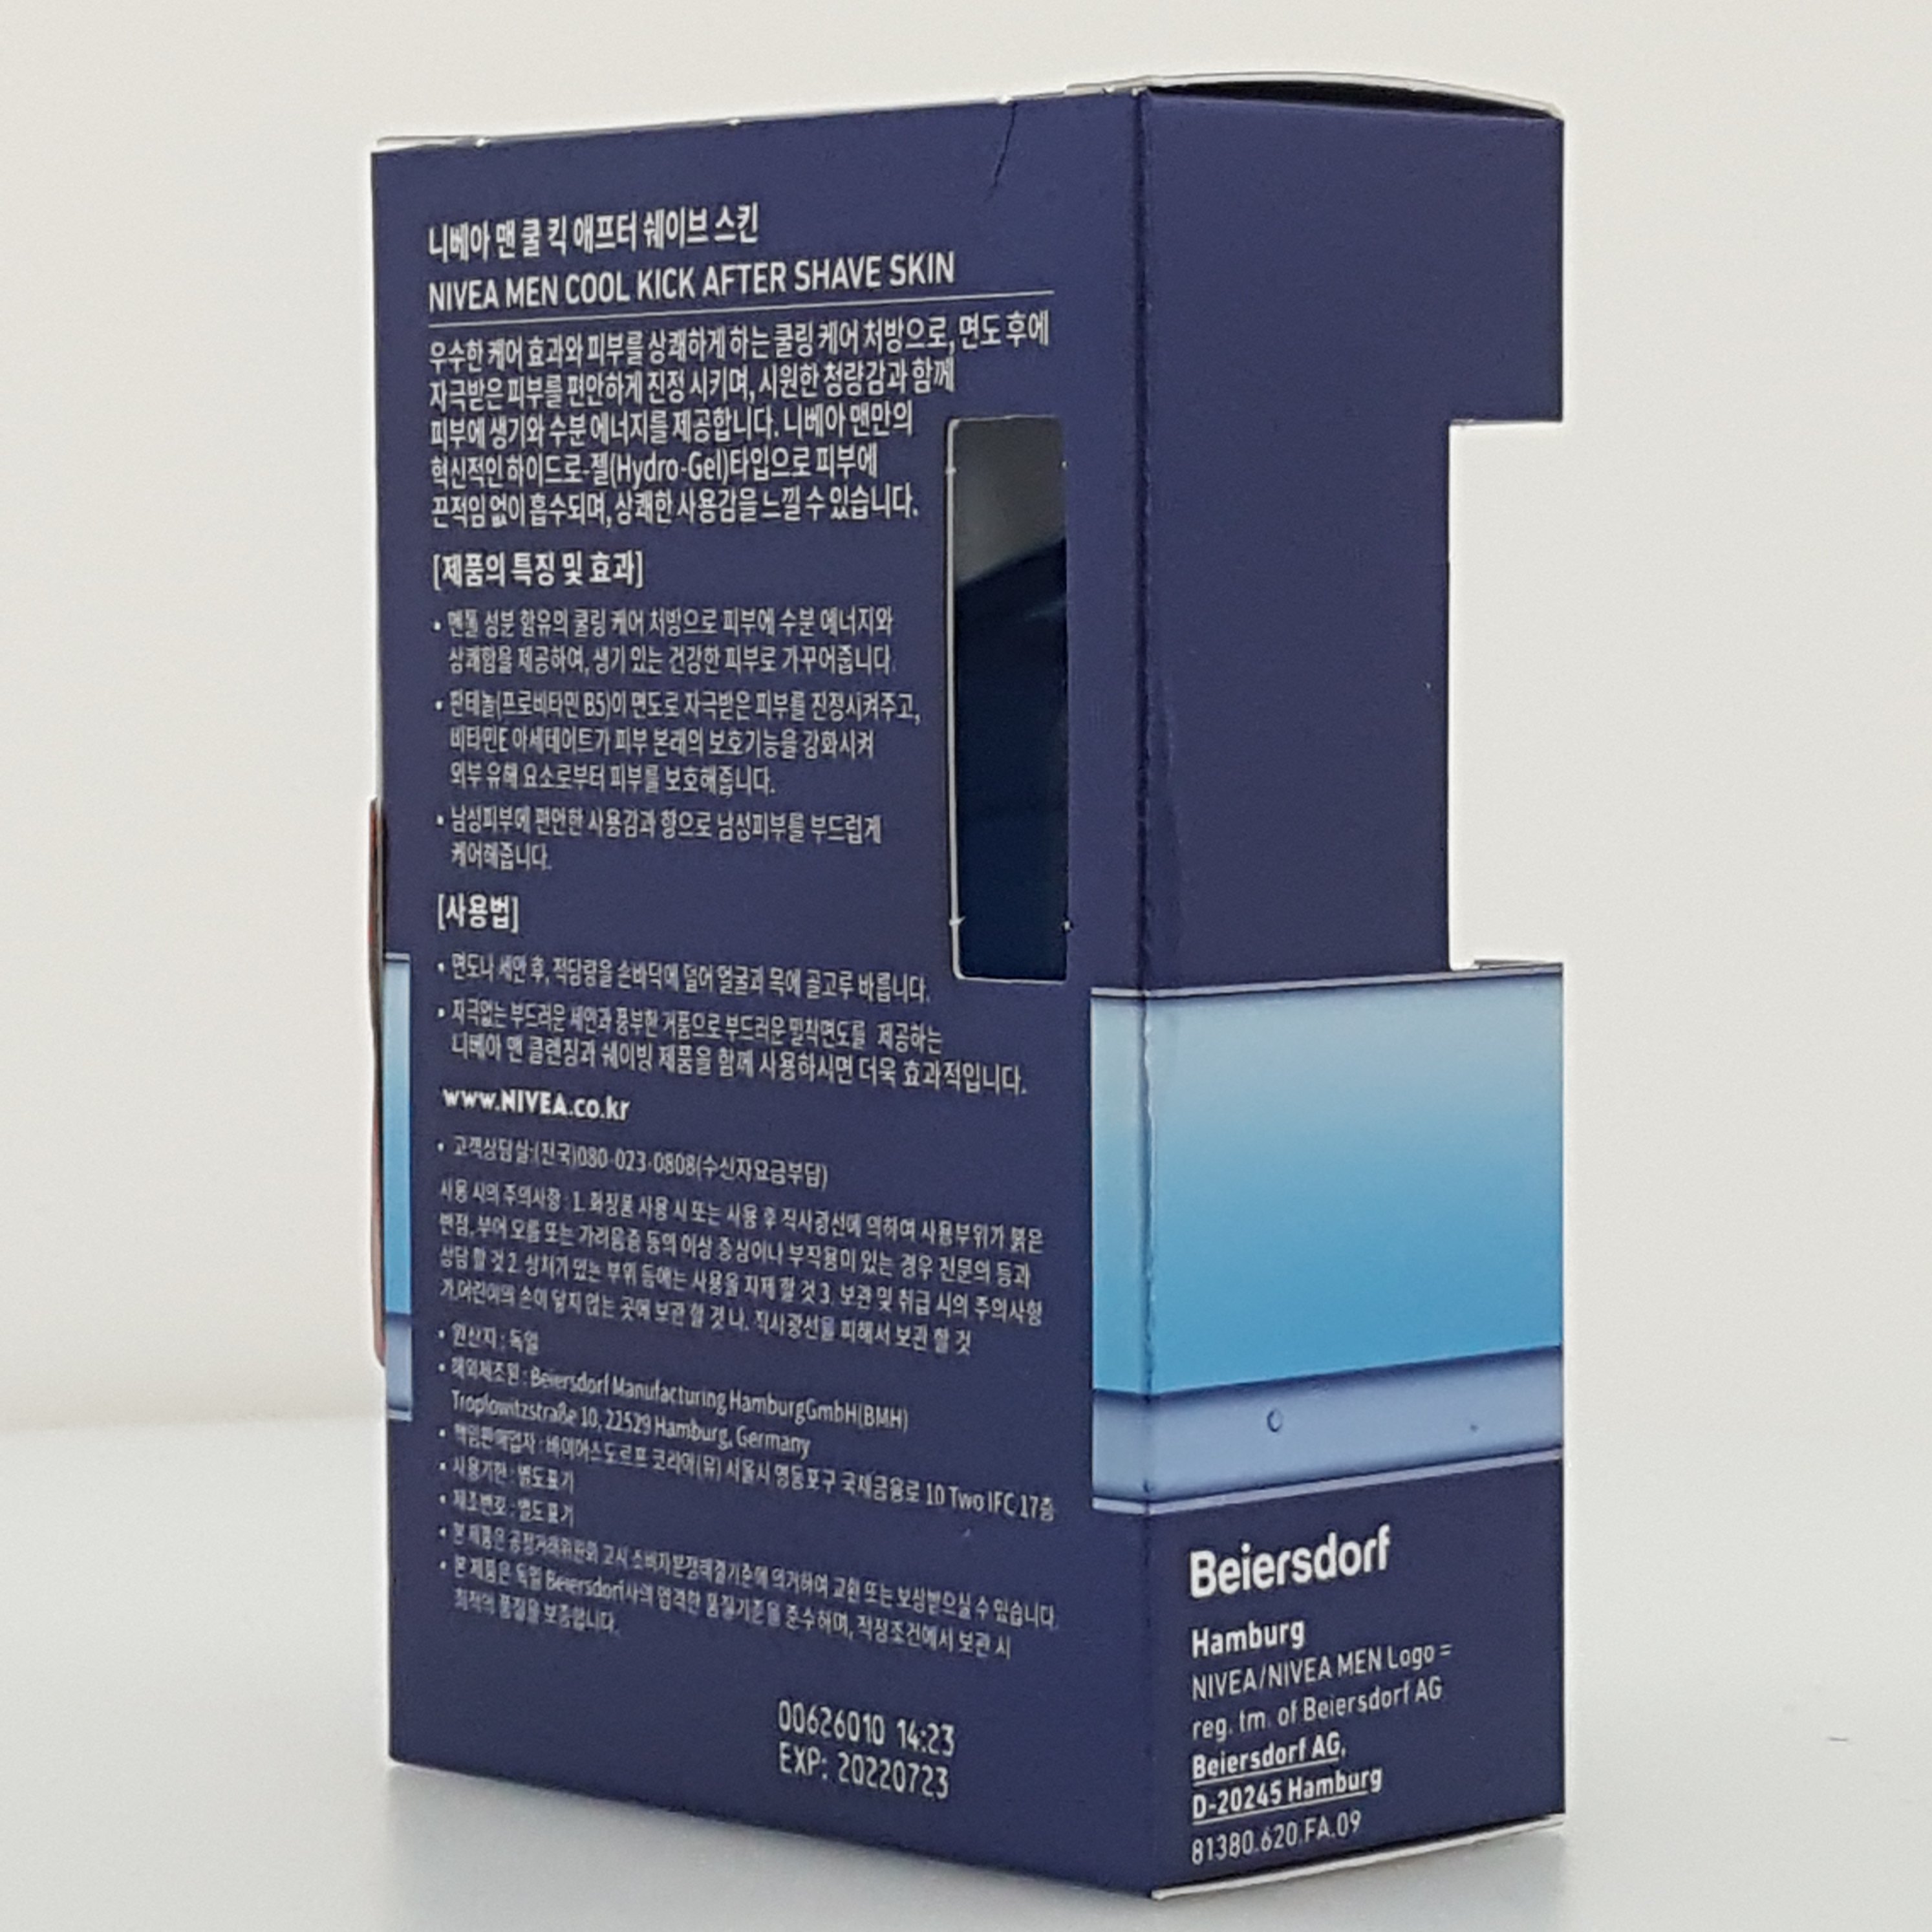 니베아 맨 쿨 킥 애프터 쉐이브 스킨
NIVEA MEN COOL KICK AFTER SHAVE SKIN
우수한 케어 효과와 피부를 상쾌하게 하는 쿨링 케어 처방으로, 면도 후에
자극받은 피부를 편안하게 진정 시키며, 시원한 청량감과 함께
피부에 생기와 수분 에너지를 제공합니다. 니베아 맨만의
혁신적인 하이드로-젤(Hydro-Gel)타입으로 피부에
끈적임 없이 흡수되며, 상쾌한 사용감을 느낄 수 있습니다.
[제품의 특징 및 효과]
• 멘톨 성분 함유의 쿨링 케어 처방으로 피부에 수분 에너지와
상쾌함을 제공하여, 생기 있는 건강한 피부로 가꾸어줍니다.
• 판테놀(프로비타민 B5)이 면도로 자극받은 피부를 진정시켜주고,
비타민E 아세테이트가 피부 본래의 보호기능을 강화시켜
외부 유해 요소로부터 피부를 보호해줍니다.
• 남성피부에 편안한 사용감과 향으로 남성피부를 부드럽게
케어해줍니다.
[사용법]
• 면도나 세안 후, 적당량을 손바닥에 덜어 얼굴과 목에 골고루 바릅니다.
• 자극없는 부드러운 세안과 풍부한 거품으로 부드러운 밀착면도를 제공하는
니베아 맨 클렌징과 쉐이빙 제품을 함께 사용하시면 더욱 효과적입니다.
www.NIVEA.co.kr
• 고객상담실:(전국)080-023-0808(수신자요금부담)
사용 시의 주의사항 : 1. 화장품 사용 시 또는 사용 후 직사광선에 의하여 사용부위가 붉은
반점, 부어 오름 또는 가려움증 등의 이상 증상이나 부작용이 있는 경우 전문의 등과
상담 할 것 2. 상처가 있는 부위 등에는 사용을 자제 할 것 3. 보관 및 취급 시의 주의사항
가.어린이의 손이 닿지 않는 곳에 보관 할 것 나. 직사광선을 피해서 보관 할 것
• 원산지 : 독일
• 해외제조원 : Beiersdorf Manufacturing HamburgGmbH(BMH)
Troplowitzstraße 10, 22529 Hamburg, Germany
• 책임판매업자 : 바이어스도르프 코리아(유) 서울시 영등포구 국제금융로 10 Two IFC 17층
• 사용기한 : 별도표기
• 제조번호 : 별도표기
• 본 제품은 공정거래위원회 고시 소비자분쟁해결기준에 의거하여 교환 또는 보상받으실 수 있습니다.
• 본 제품은 독일 Beiersdorf사의 엄격한 품질기준을 준수하며, 적정조건에서 보관 시
최적의 품질을 보증합니다.
00626010 14:23
EXP: 20220723
Beiersdorf
Hamburg
NIVEA/NIVEA MEN Logo =
reg. tm. of Beiersdorf AG
Beiersdorf AG,
D-20245 Hamburg
81380.620.FA.09